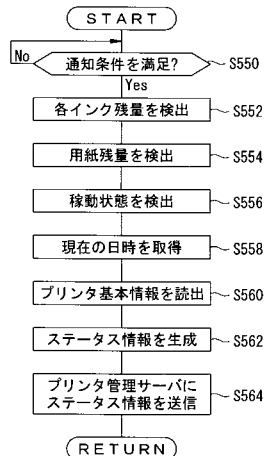 START
No
通知条件を満足?
S550
Yes
各インク残量を検出
S552
用紙残量を検出
S554
稼動状態を検出
S556
現在の日時を取得
S558
プリンタ基本情報を読出
S560
ステータス情報を生成
S562
プリンタ管理サーバに
ステータス情報を送信
S564
RETURN